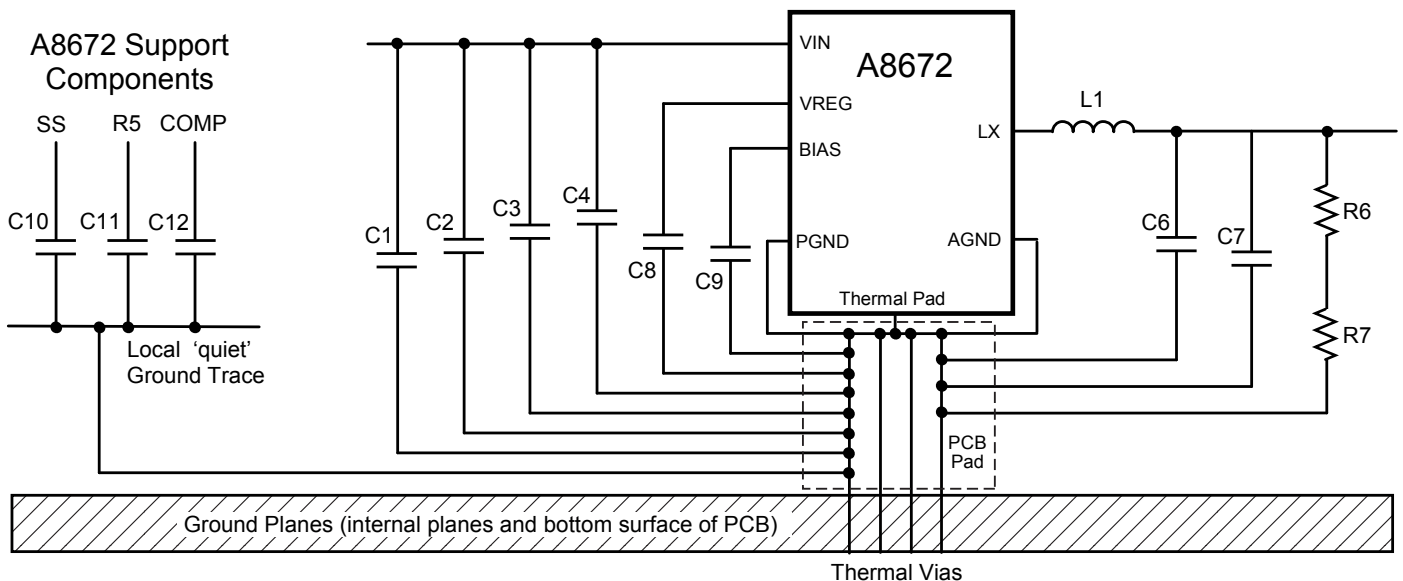 A8672 Support
Components
SS R5 COMP
C10 C11 C12
Local ‘quiet’
Ground Trace
C1
C2
C3
C4
C8
C9
VIN
A8672
VREG
BIAS
LX
PGND
AGND
Thermal Pad
L1
C6
C7
R6
R7
PCB
Pad
Ground Planes (internal planes and bottom surface of PCB)
Thermal Vias